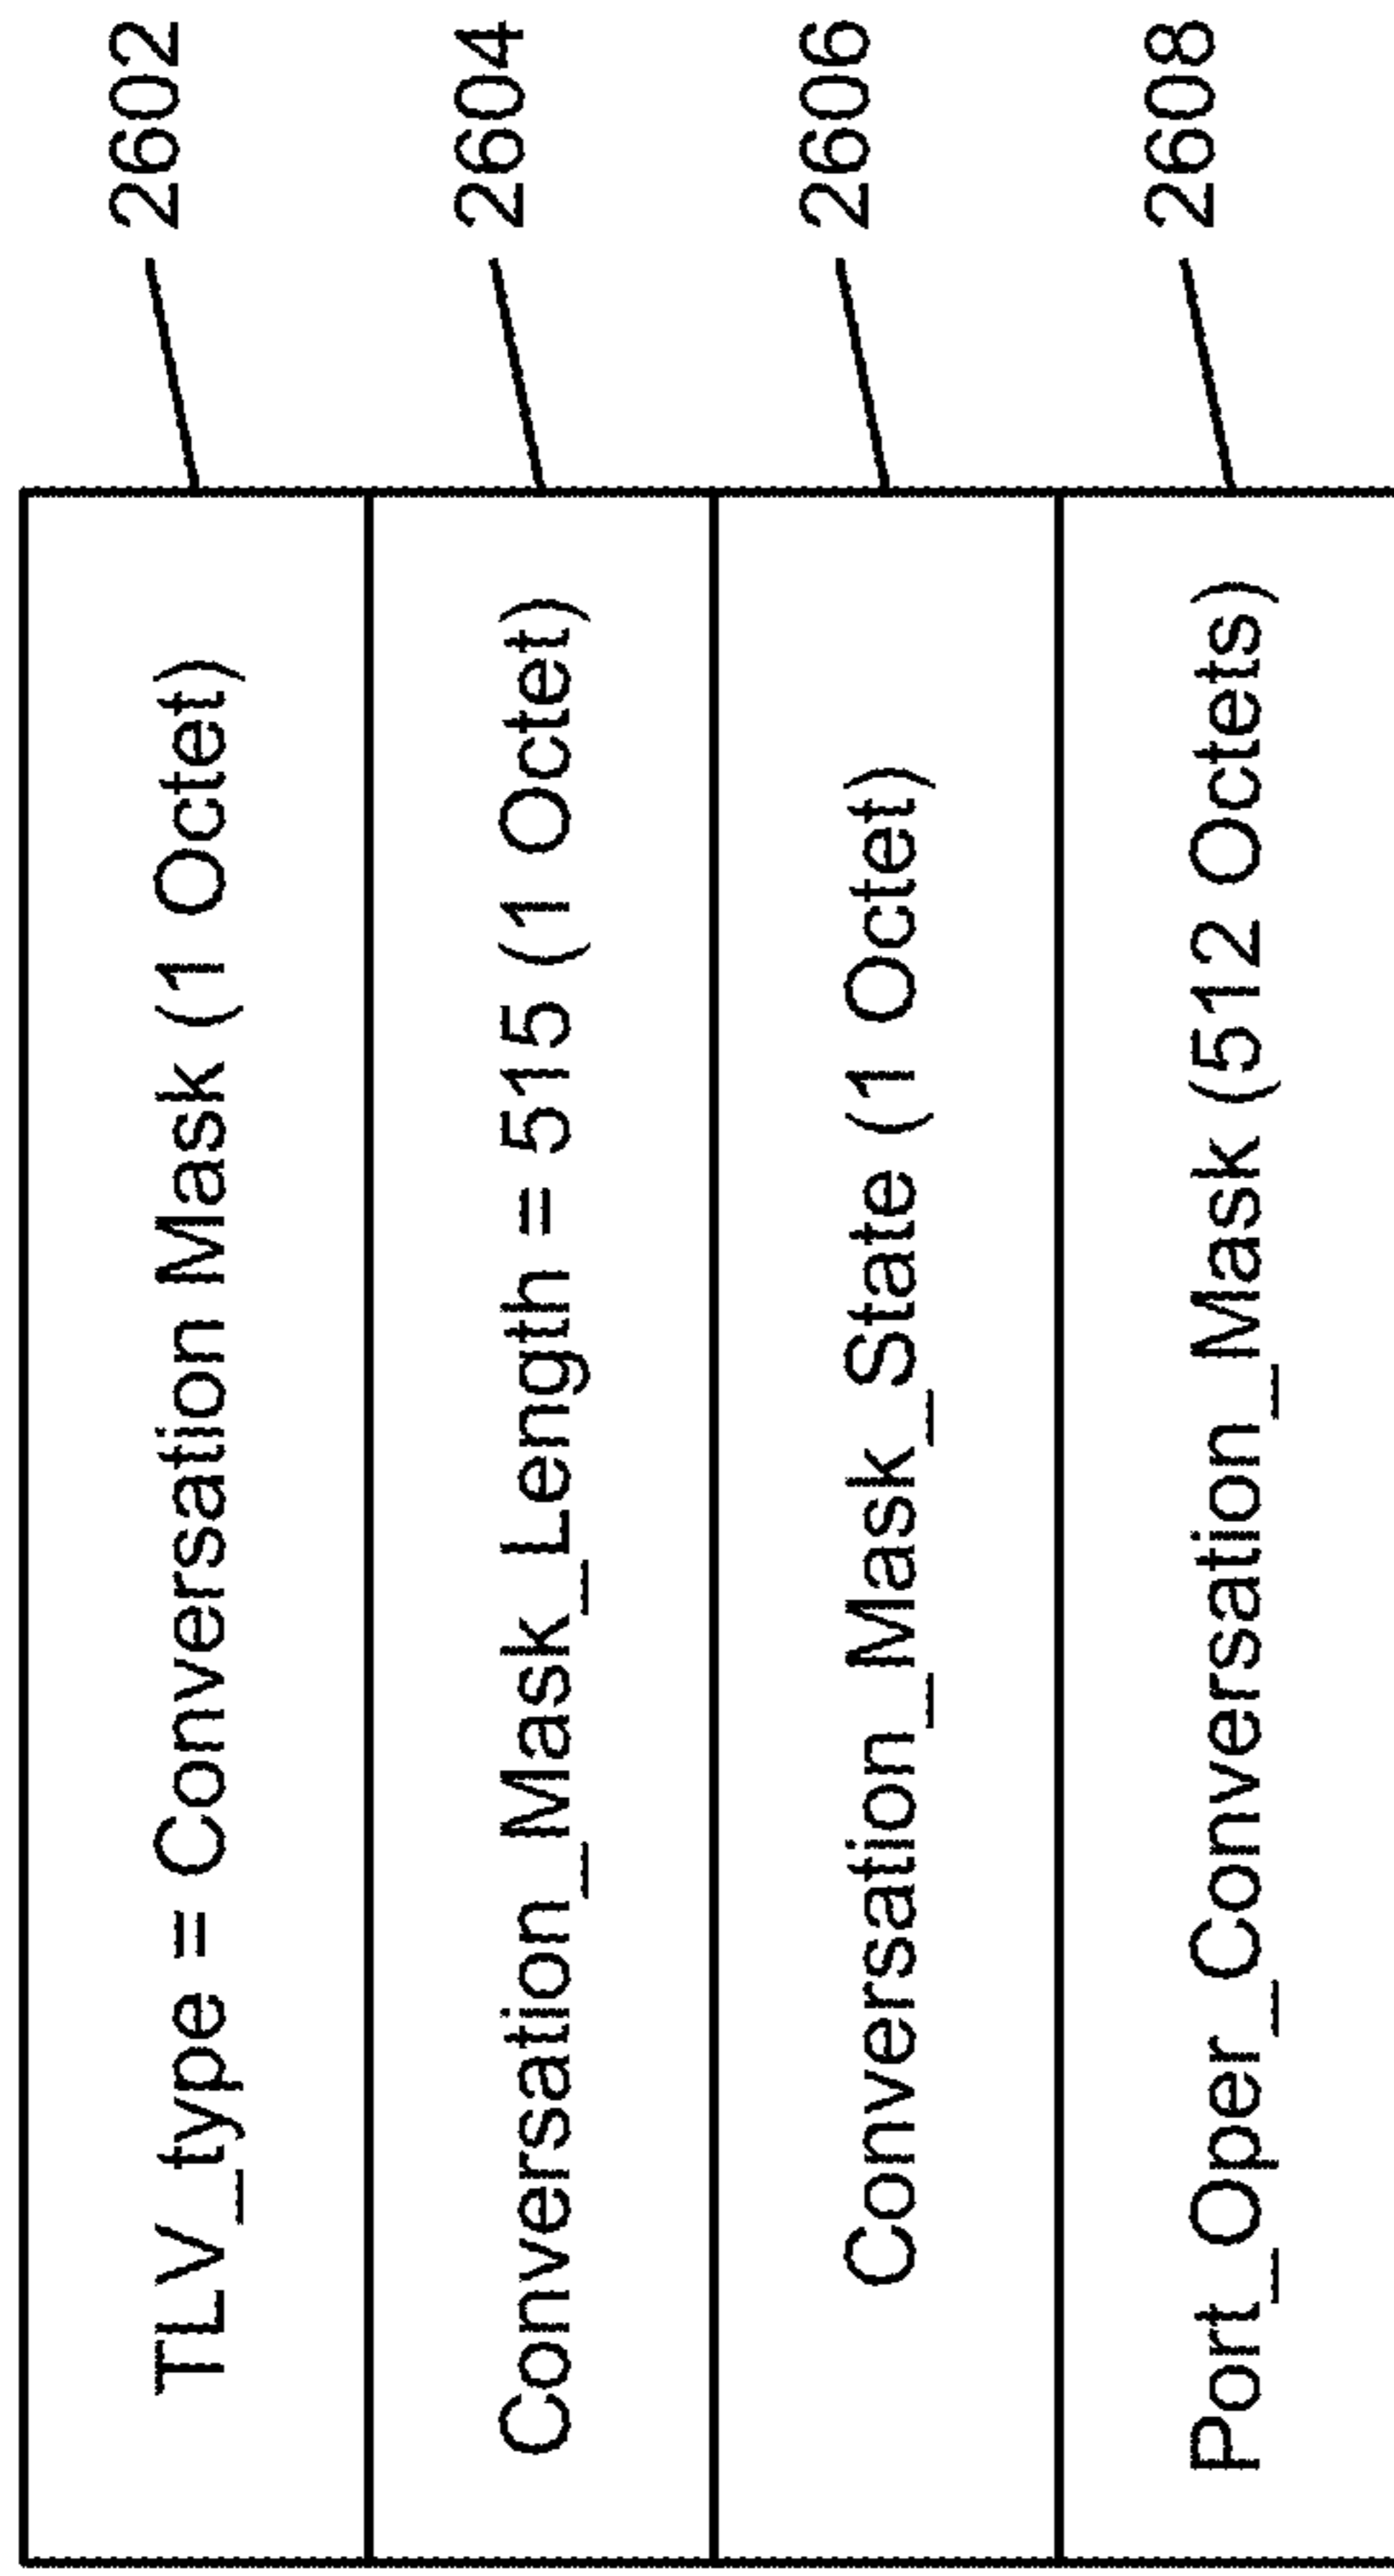 TLV_type = Conversation Mask (1 Octet) 2602
Conversation_Mask_Length = 515 (1 Octet) 2604
Conversation_Mask_State (1 Octet) 2606
Port_Oper_Conversation_Mask (512 Octets) 2608